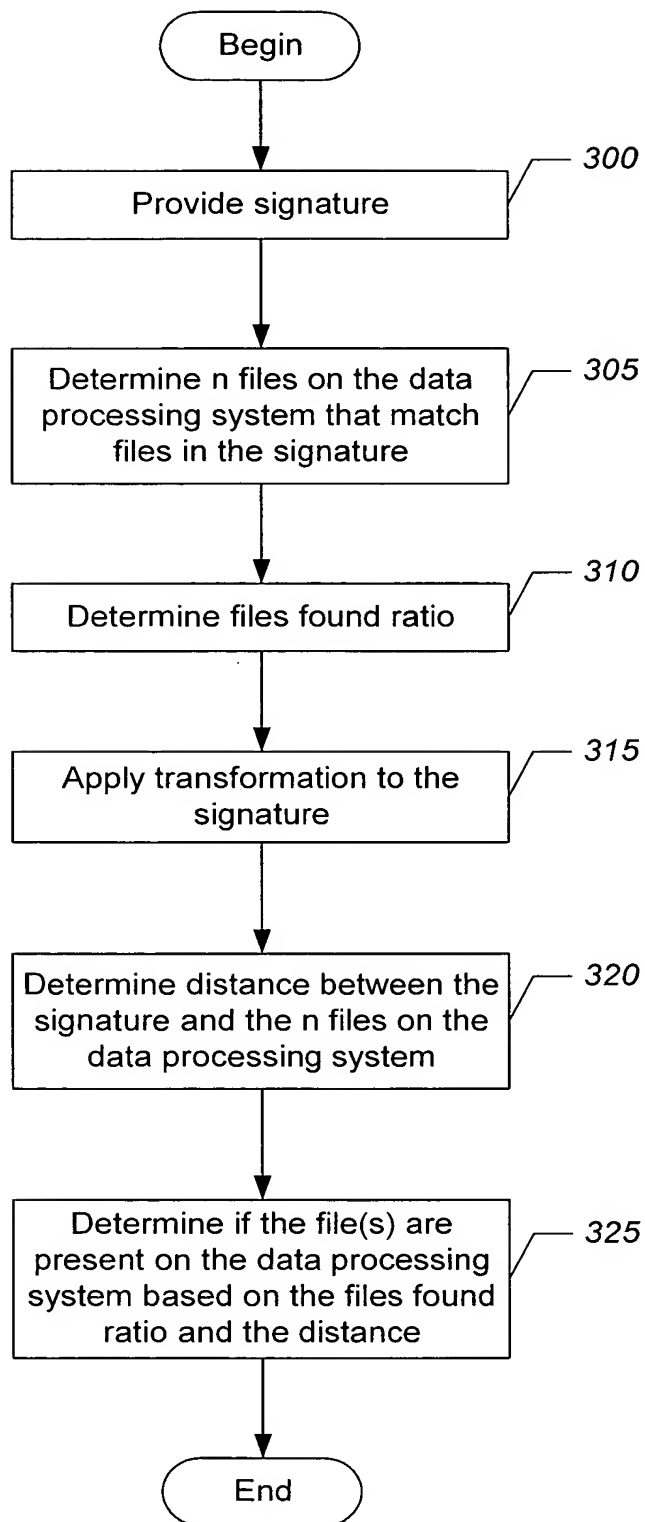 Begin
300
Provide signature
305
Determine n files on the data
processing system that match
files in the signature
310
Determine files found ratio
315
Apply transformation to the
signature
320
Determine distance between the
signature and the n files on the
data processing system
325
Determine if the file(s) are
present on the data processing
system based on the files found
ratio and the distance
End